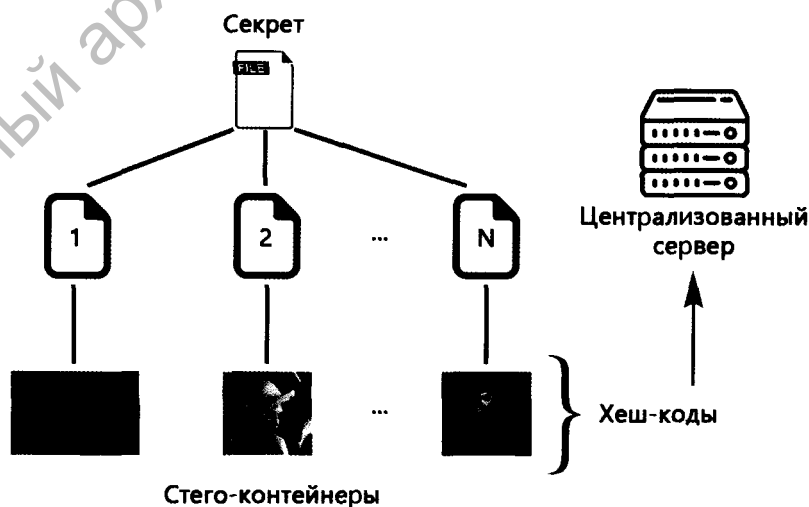 Секрет
FILE
1
2
...
N
Централизованный
сервер
...
Хеш-коды
Стего-контейнеры